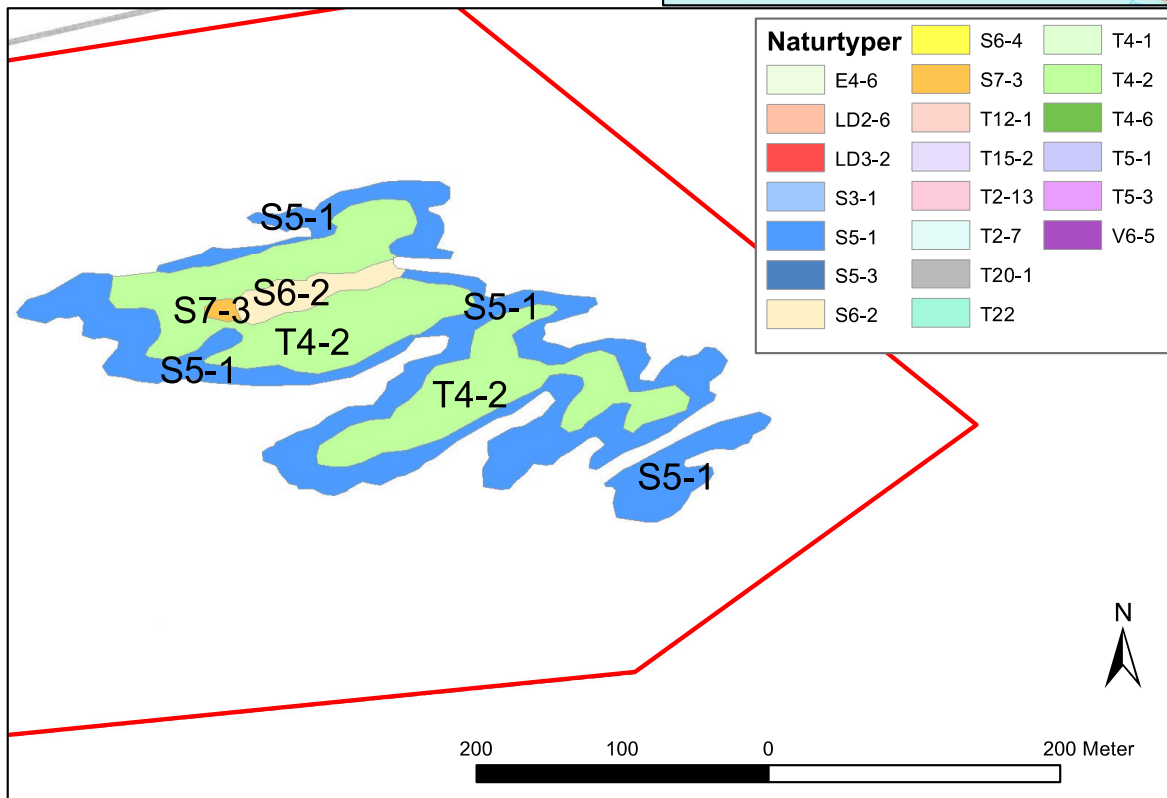 Naturtyper
E4-6
LD2-6
LD3-2
S3-1
S5-1
S5-3
S6-2
S6-4
S7-3
T12-1
T15-2
T2-13
T2-7
T20-1
T22
T4-1
T4-2
T4-6
T5-1
T5-3
V6-5
S5-1
S6-2
S7-3
S5-1
T4-2
S5-1
T4-2
S5-1
N
200 100 0 200 Meter